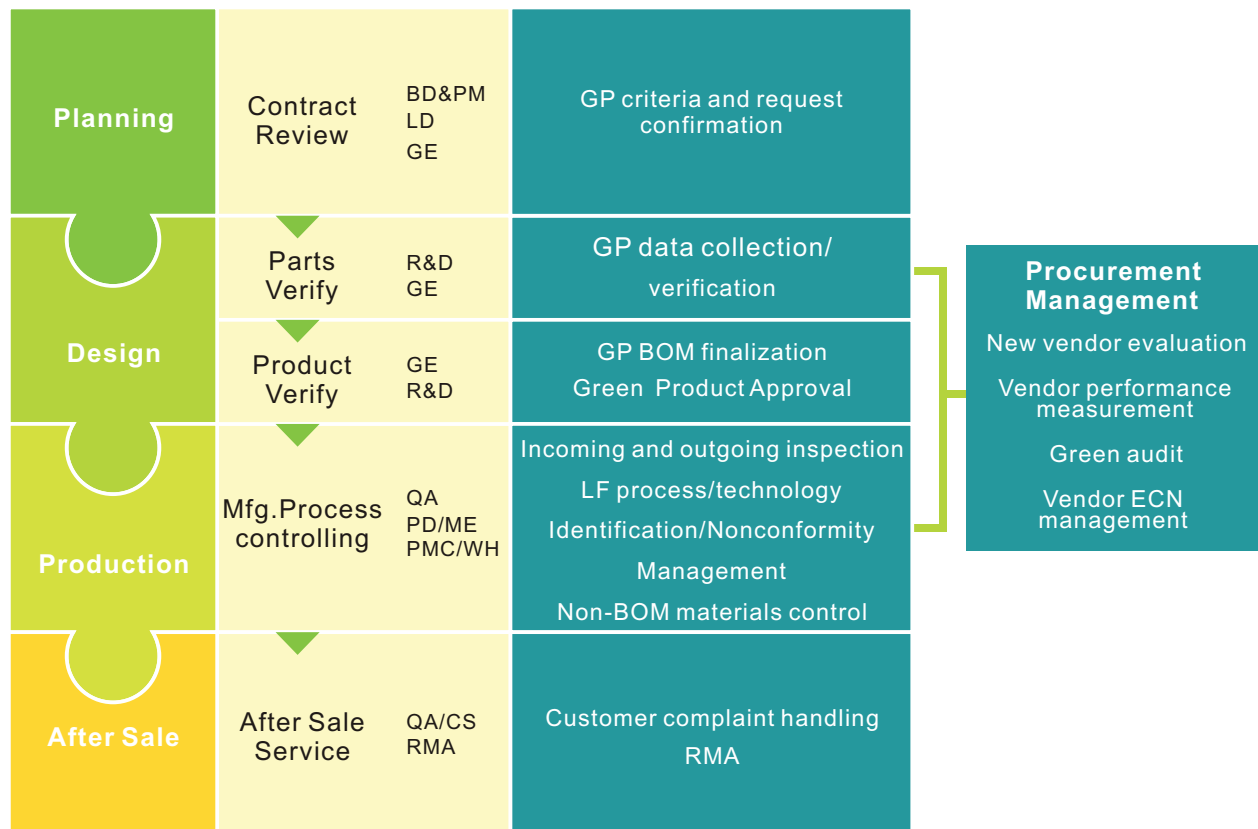 Planning
Contract
Review
BD&PM
LD
GE
GP criteria and request
confirmation
Design
Parts
Verify
R&D
GE
GP data collection/
verification
Product
Verify
GE
R&D
GP BOM finalization
Green Product Approval
Production
Mfg.Process
controlling
QA
PD/ME
PMC/WH
Incoming and outgoing inspection
LF process/technology
Identification/Nonconformity
Management
Non-BOM materials control
After Sale
After Sale
Service
QA/CS
RMA
Customer complaint handling
RMA
Procurement
Management
New vendor evaluation
Vendor performance
measurement
Green audit
Vendor ECN
management